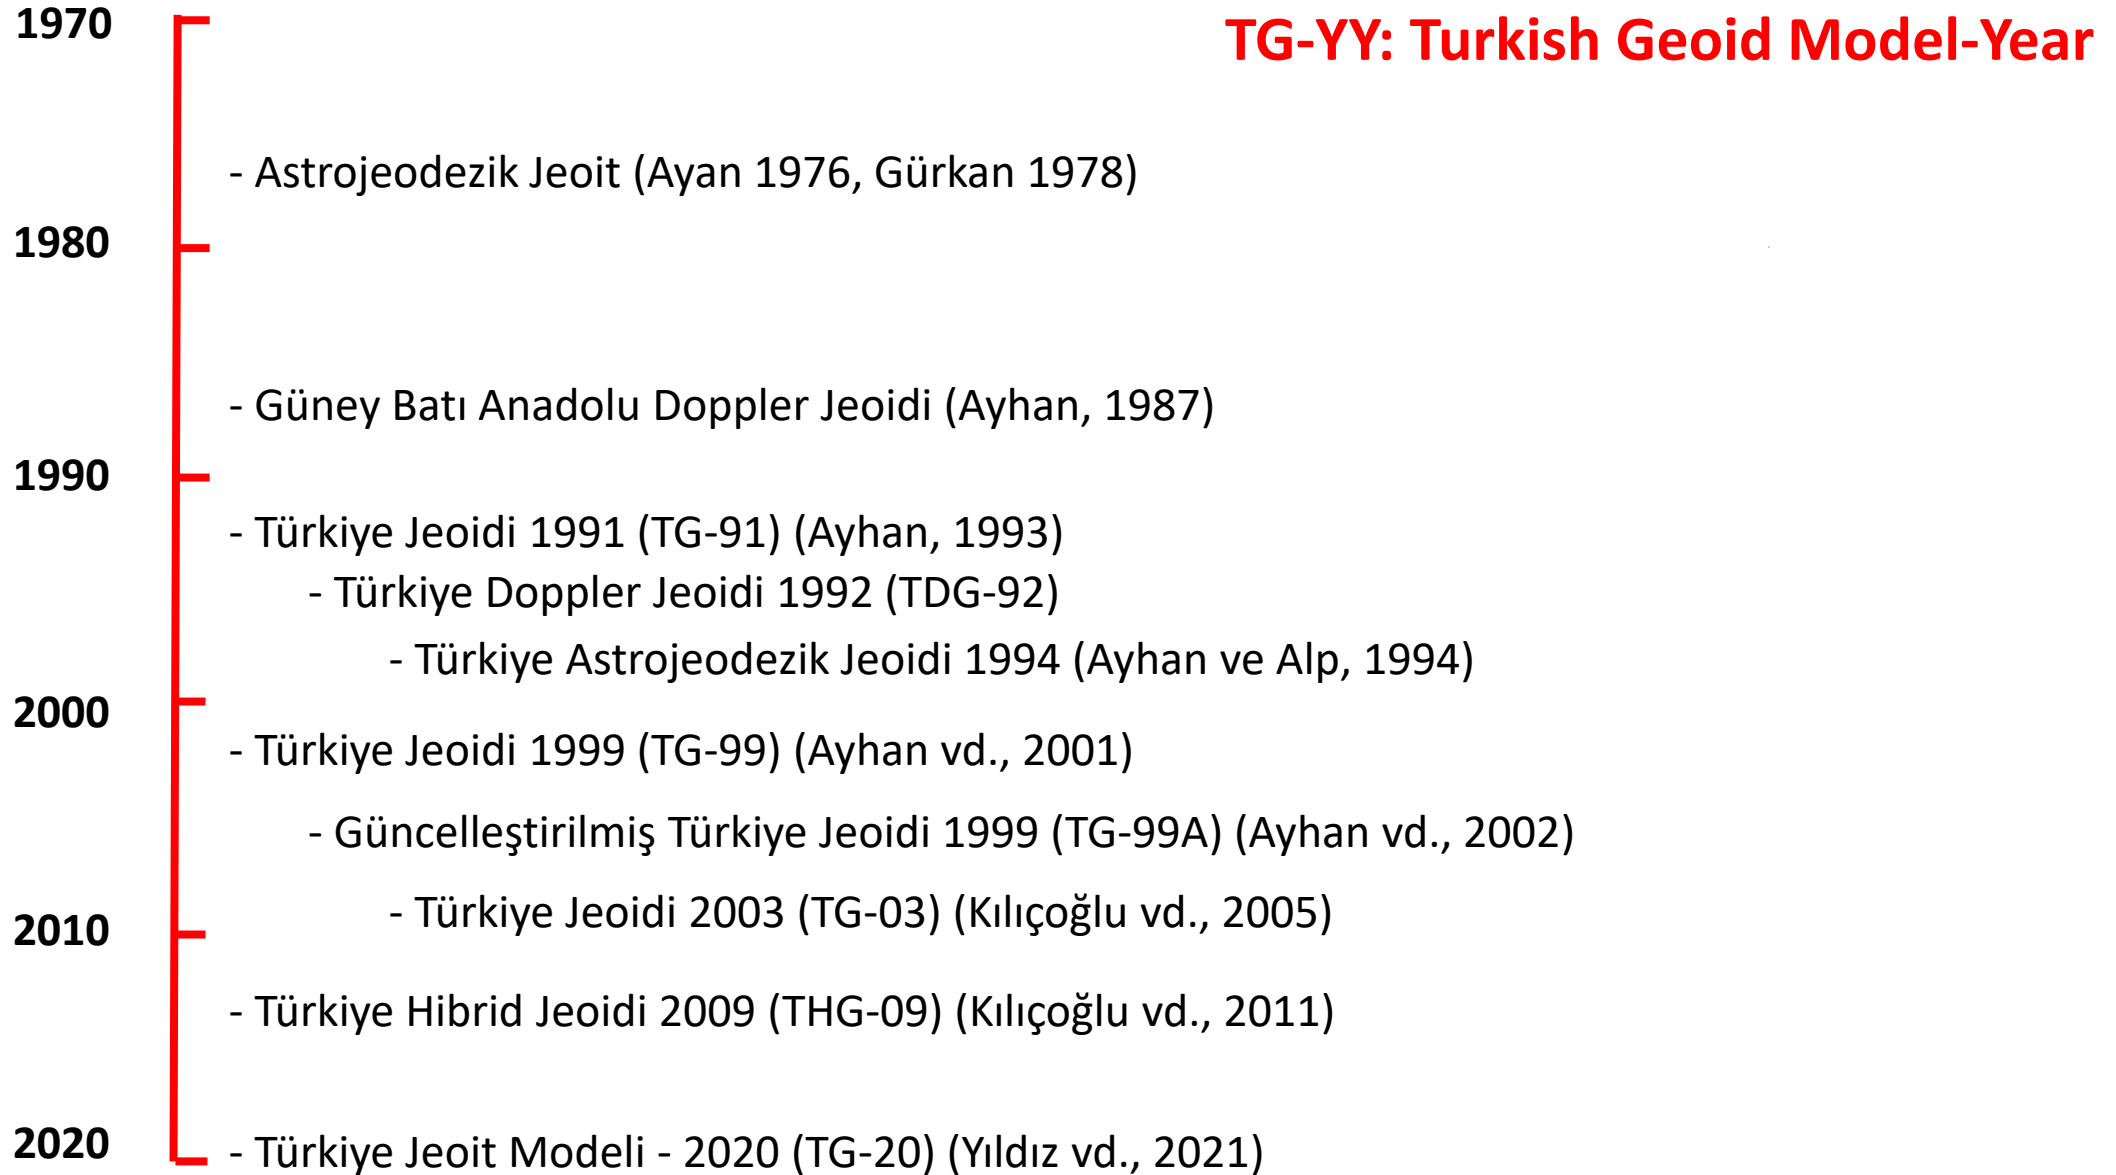 1970
TG-YY: Turkish Geoid Model-Year
- Astrojeodezik Jeoit (Ayan 1976, Gürkan 1978)
1980
- Güney Batı Anadolu Doppler Jeoidi (Ayhan, 1987)
1990
- Türkiye Jeoidi 1991 (TG-91) (Ayhan, 1993)
- Türkiye Doppler Jeoidi 1992 (TDG-92)
- Türkiye Astrojeodezik Jeoidi 1994 (Ayhan ve Alp, 1994)
2000
- Türkiye Jeoidi 1999 (TG-99) (Ayhan vd., 2001)
- Güncelleştirilmiş Türkiye Jeoidi 1999 (TG-99A) (Ayhan vd., 2002)
- Türkiye Jeoidi 2003 (TG-03) (Kılıçoğlu vd., 2005)
2010
- Türkiye Hibrid Jeoidi 2009 (THG-09) (Kılıçoğlu vd., 2011)
2020
- Türkiye Jeoit Modeli - 2020 (TG-20) (Yıldız vd., 2021)